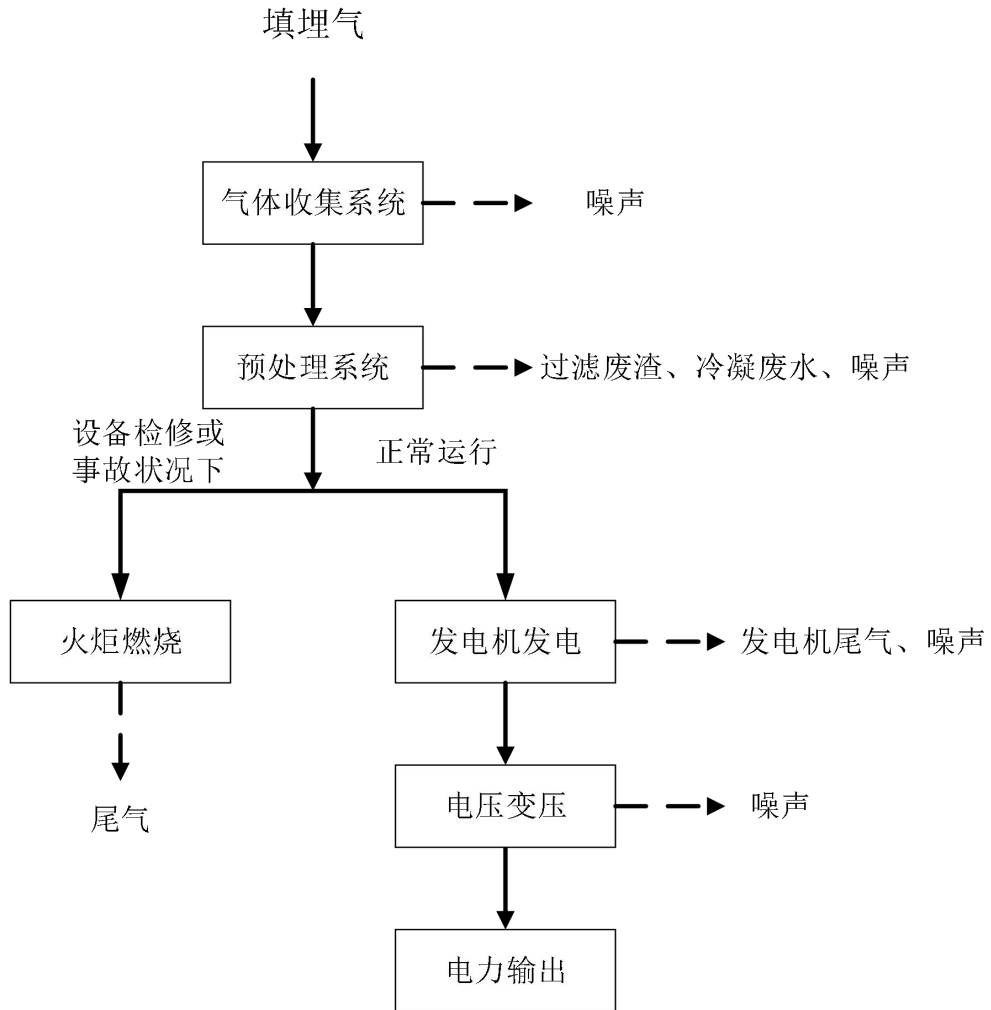 填埋气
气体收集系统
噪声
预处理系统
过滤废渣、冷凝废水、噪声
设备检修或
事故状况下
正常运行
火炬燃烧
发电机发电
发电机尾气、噪声
尾气
电压变压
噪声
电力输出